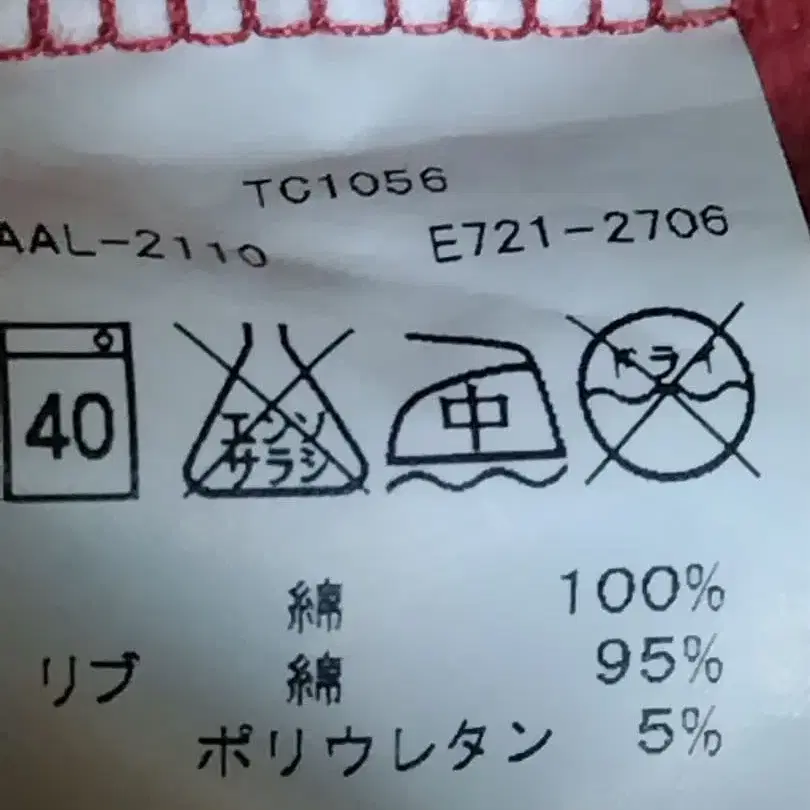 TC1056
AAL-2110 E721-2706
40
エンソ
サラシ
中
ドライ
綿 100%
リブ 綿 95%
ポリウレタン 5%